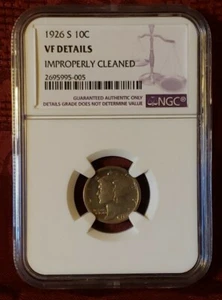 1926 S 10C
VF DETAILS
IMPROPERLY CLEANED
2695995-005
GUARANTEED AUTHENTIC ONLY
DETAILS GRADE DOES NOT DETERMINE VALUE
NGC